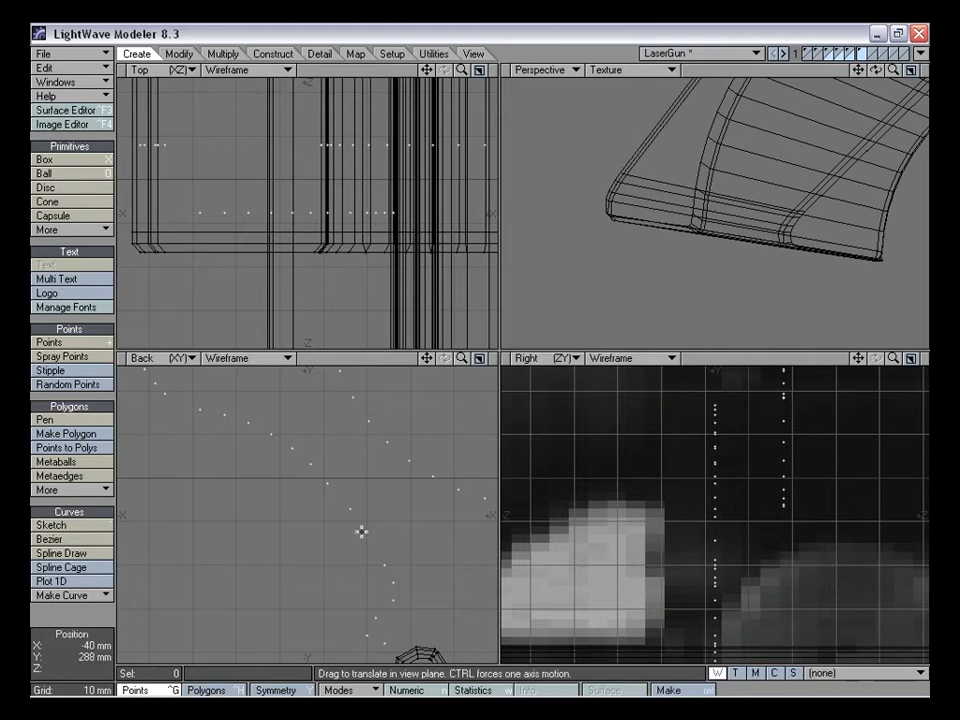 LightWave Modeler 8.3
File
Create Modify Multiply Construct Detail Map Setup Utilities View LaserGun * 1
Edit
Top (XZ) Wireframe Perspective Texture
Windows
Help
Surface Editor F3
Image Editor ^F4
Primitives
Box X
Ball O
Disc
Cone
Capsule
More
Text
Text
Multi Text
Logo
Manage Fonts
Points
Points +
Spray Points
Back (XY) Wireframe Right (ZY) Wireframe
Stipple
Random Points
Polygons
Pen
Make Polygon
Points to Polys
Metaballs
Metaedges
More
Curves
Sketch
Bezier
Spline Draw
Spline Cage
Plot 1D
Make Curve
Position
X: -40 mm
Y: 288 mm
Z:
Sel: 0 Drag to translate in view plane. CTRL forces one axis motion. W T M C S (none)
Grid: 10 mm Points ^G Polygons ^H Symmetry Y Modes Numeric n Statistics w Info Surface Make